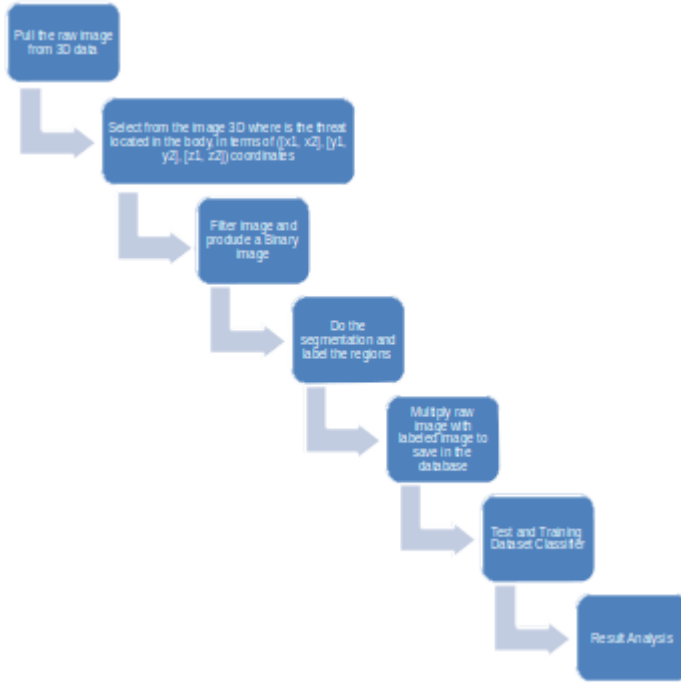 Pull the raw image
from 3D data
Select from the image 3D where is the threat
located in the body, in terms of ([x1, x2], [y1,
y2], [z1, z2]) coordinates
Filter image and
produde a Binary
image
Do the
segmentation and
label the regions
Multiply raw
image with
labeled image to
save in the
database
Test and Training
Dataset Classifier
Result Analysis